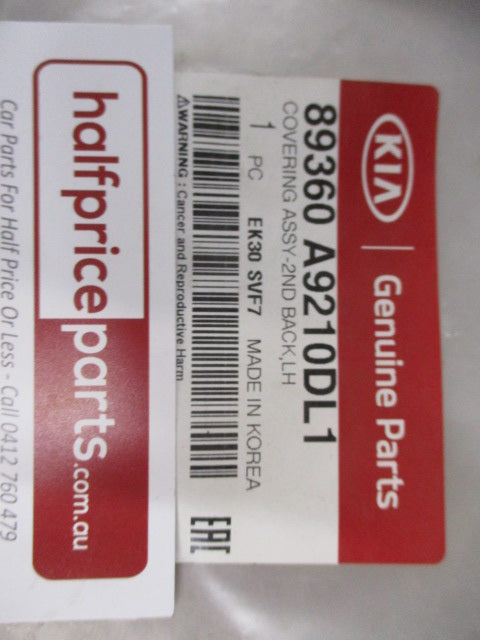 KIA Genuine Parts
89360 A9210DL1
COVERING ASSY-2ND BACK,LH
1 PC EK30 SVF7 MADE IN KOREA
EAC
⚠WARNING : Cancer and Reproductive Harm
halfpriceparts.com.au
Car Parts For Half Price Or Less - Call 0412 760 479